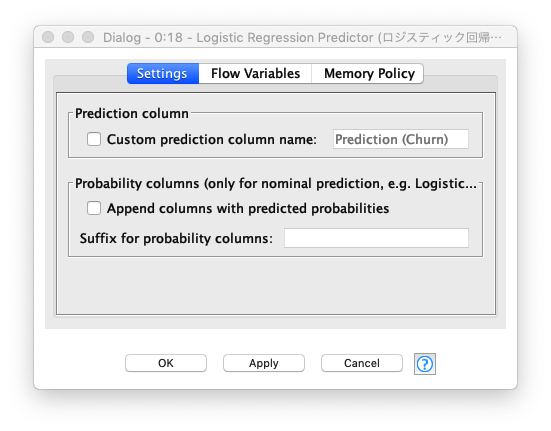 Dialog - 0:18 - Logistic Regression Predictor (ロジスティック回帰…
Settings Flow Variables Memory Policy
Prediction column
Custom prediction column name: Prediction (Churn)
Probability columns (only for nominal prediction, e.g. Logistic...
Append columns with predicted probabilities
Suffix for probability columns:
OK Apply Cancel ?